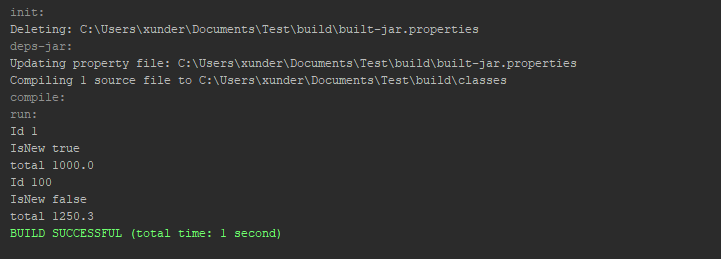 init:
Deleting: C:\Users\xunder\Documents\Test\build\built-jar.properties
deps-jar:
Updating property file: C:\Users\xunder\Documents\Test\build\built-jar.properties
Compiling 1 source file to C:\Users\xunder\Documents\Test\build\classes
compile:
run:
Id 1
IsNew true
total 1000.0
Id 100
IsNew false
total 1250.3
BUILD SUCCESSFUL (total time: 1 second)